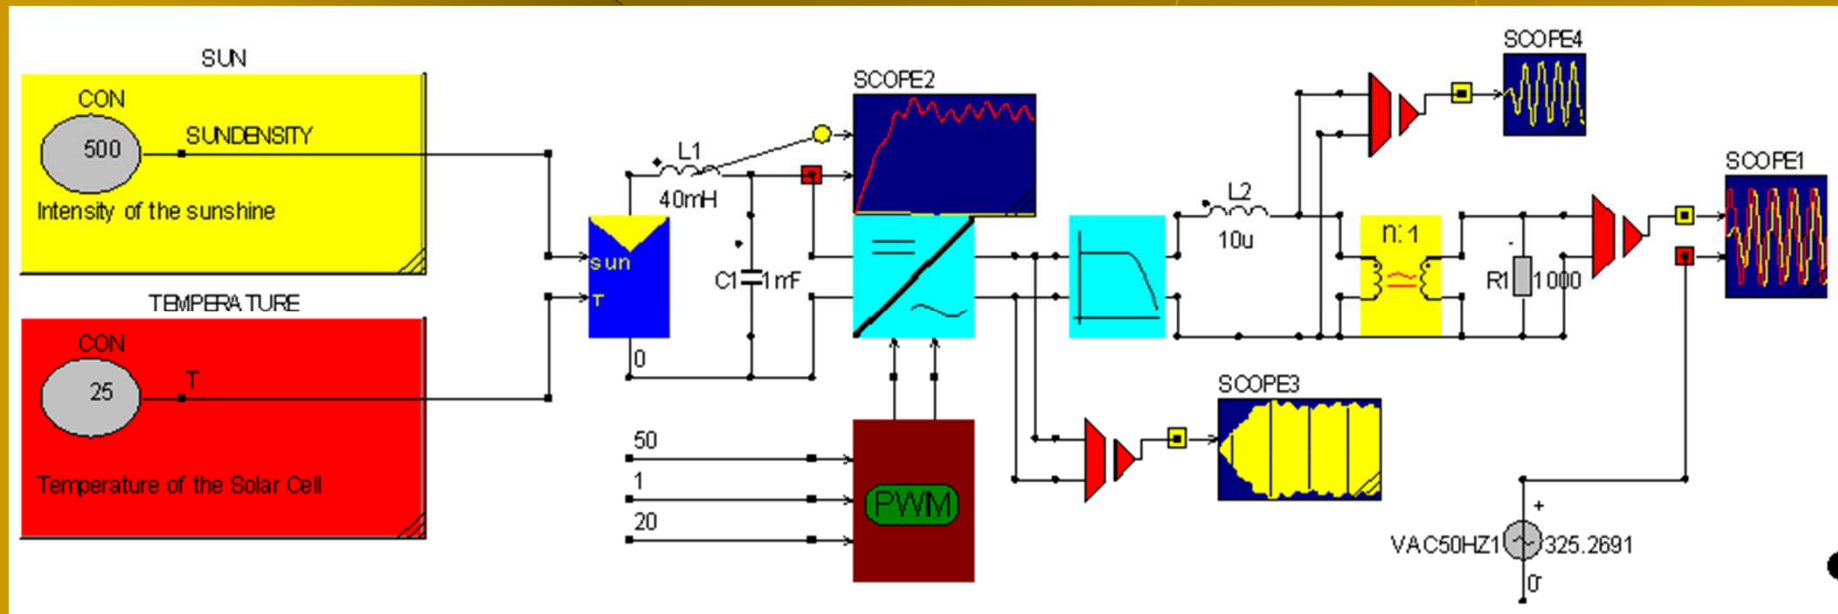 SUN
CON
500
SUNDENSITY
Intensity of the sunshine
TEMPERATURE
CON
25
T
Temperature of the Solar Cell
sun
T
0
L1
40mH
C1
1mF
SCOPE2
50
1
20
PWM
L2
10u
SCOPE3
n:1
R1
1000
SCOPE4
SCOPE1
VAC50HZ1
325.2691
+
0